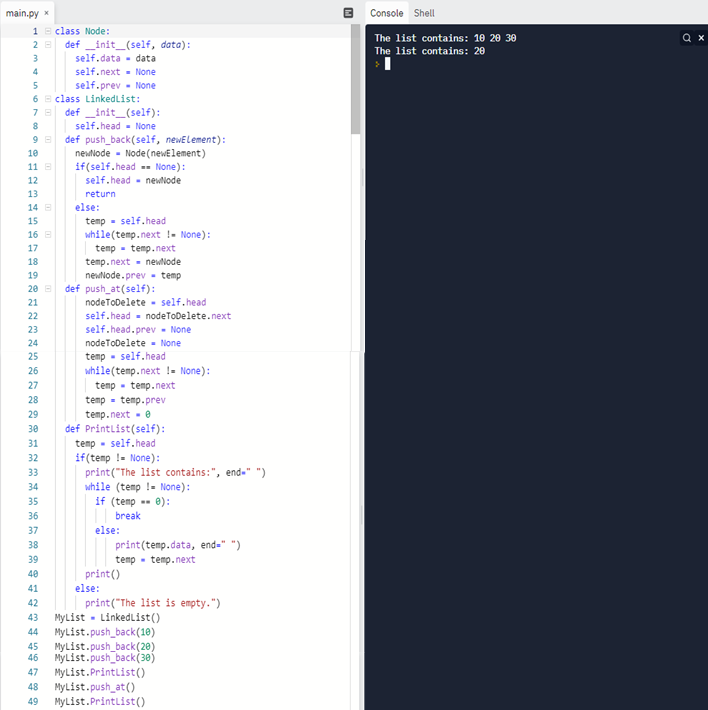 main.py ×
Console Shell
1 class Node:
2 def __init__(self, data):
3 self.data = data
4 self.next = None
5 self.prev = None
6 class LinkedList:
7 def __init__(self):
8 self.head = None
9 def push_back(self, newElement):
10 newNode = Node(newElement)
11 if(self.head == None):
12 self.head = newNode
13 return
14 else:
15 temp = self.head
16 while(temp.next != None):
17 temp = temp.next
18 temp.next = newNode
19 newNode.prev = temp
20 def push_at(self):
21 nodeToDelete = self.head
22 self.head = nodeToDelete.next
23 self.head.prev = None
24 nodeToDelete = None
25 temp = self.head
26 while(temp.next != None):
27 temp = temp.next
28 temp = temp.prev
29 temp.next = 0
30 def PrintList(self):
31 temp = self.head
32 if(temp != None):
33 print("The list contains:", end=" ")
34 while (temp != None):
35 if (temp == 0):
36 break
37 else:
38 print(temp.data, end=" ")
39 temp = temp.next
40 print()
41 else:
42 print("The list is empty.")
43 MyList = LinkedList()
44 MyList.push_back(10)
45 MyList.push_back(20)
46 MyList.push_back(30)
47 MyList.PrintList()
48 MyList.push_at()
49 MyList.PrintList()
The list contains: 10 20 30
The list contains: 20